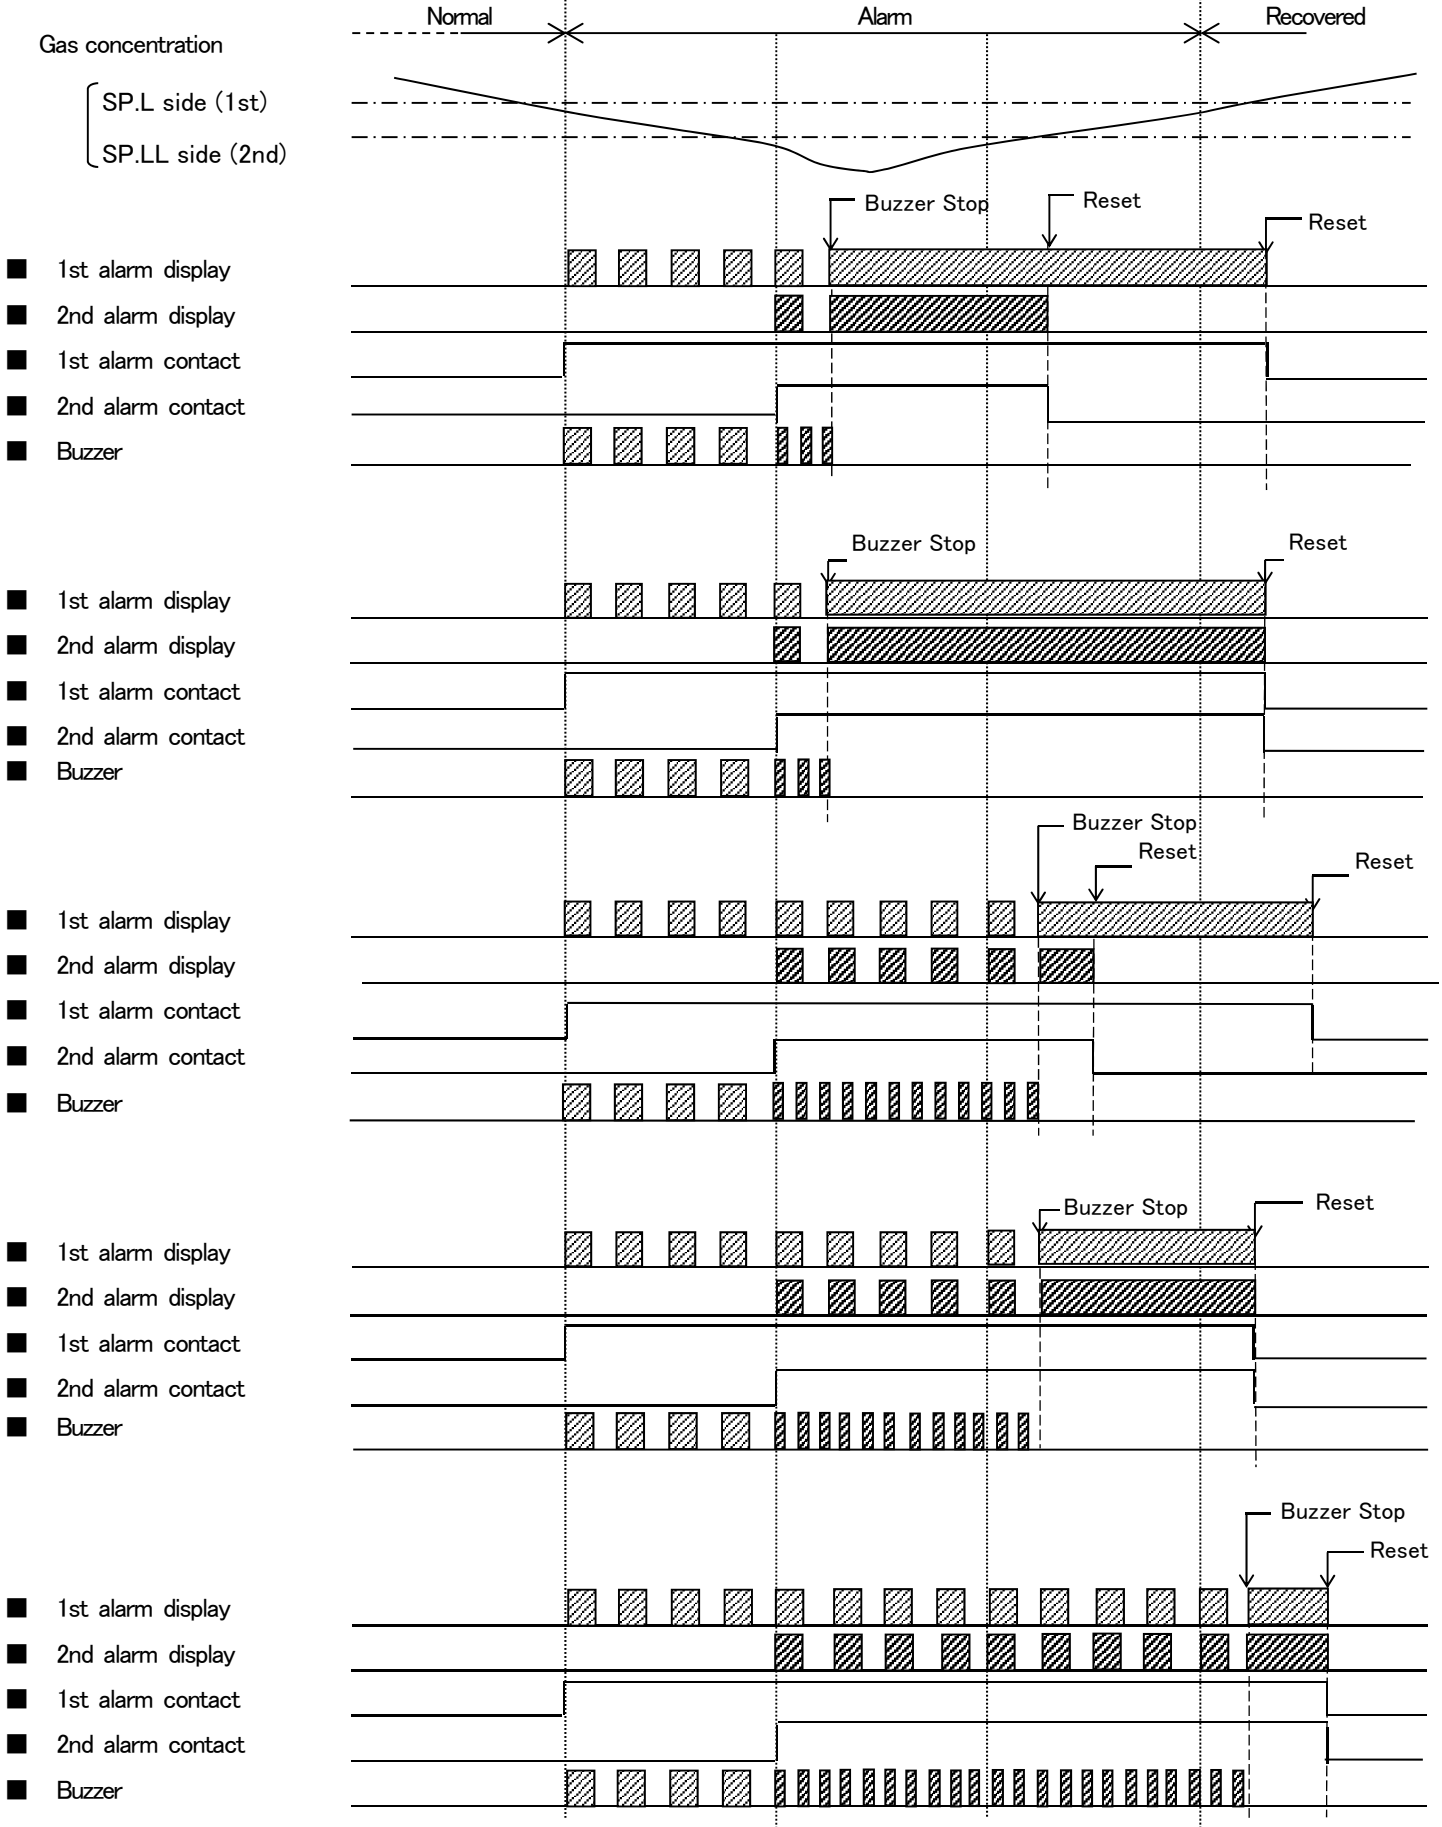 Normal Alarm Recovered
Gas concentration
SP.L side (1st)
SP.LL side (2nd)
Buzzer Stop Reset
Reset
■ 1st alarm display
■ 2nd alarm display
■ 1st alarm contact
■ 2nd alarm contact
■ Buzzer
Buzzer Stop Reset
■ 1st alarm display
■ 2nd alarm display
■ 1st alarm contact
■ 2nd alarm contact
■ Buzzer
Buzzer Stop
Reset
Reset
■ 1st alarm display
■ 2nd alarm display
■ 1st alarm contact
■ 2nd alarm contact
■ Buzzer
Buzzer Stop Reset
■ 1st alarm display
■ 2nd alarm display
■ 1st alarm contact
■ 2nd alarm contact
■ Buzzer
Buzzer Stop
Reset
■ 1st alarm display
■ 2nd alarm display
■ 1st alarm contact
■ 2nd alarm contact
■ Buzzer